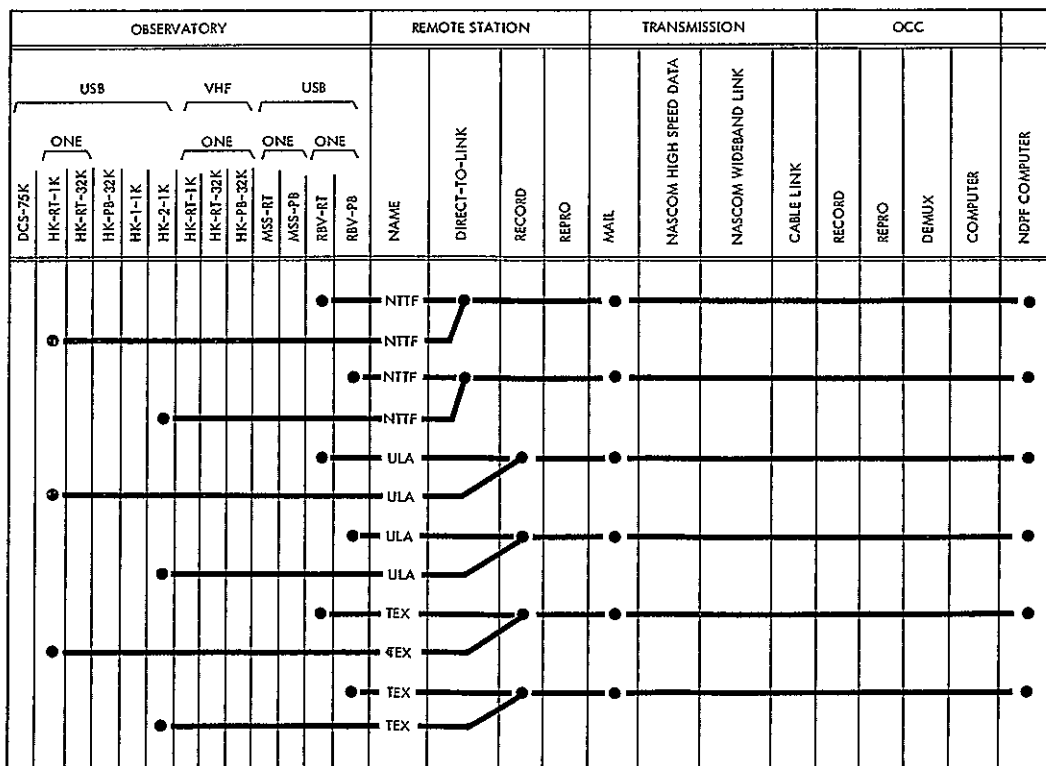 OBSERVATORY REMOTE STATION TRANSMISSION OCC
USB VHF USB
ONE ONE ONE ONE
DCS-75K
HK-RT-1K
HK-RT-32K
HK-PB-32K
HK-1-1K
HK-2-1K
HK-RT-1K
HK-RT-32K
HK-PB-32K
MSS-RT
MSS-PB
RBV-RT
RBV-PB
NAME
DIRECT-TO-LINK
RECORD
REPRO
MAIL
NASCOM HIGH SPEED DATA
NASCOM WIDEBAND LINK
CABLE LINK
RECORD
REPRO
DEMUX
COMPUTER
NDPF COMPUTER
NTTF
NTTF
NTTF
NTTF
ULA
ULA
ULA
ULA
TEX
TEX
TEX
TEX